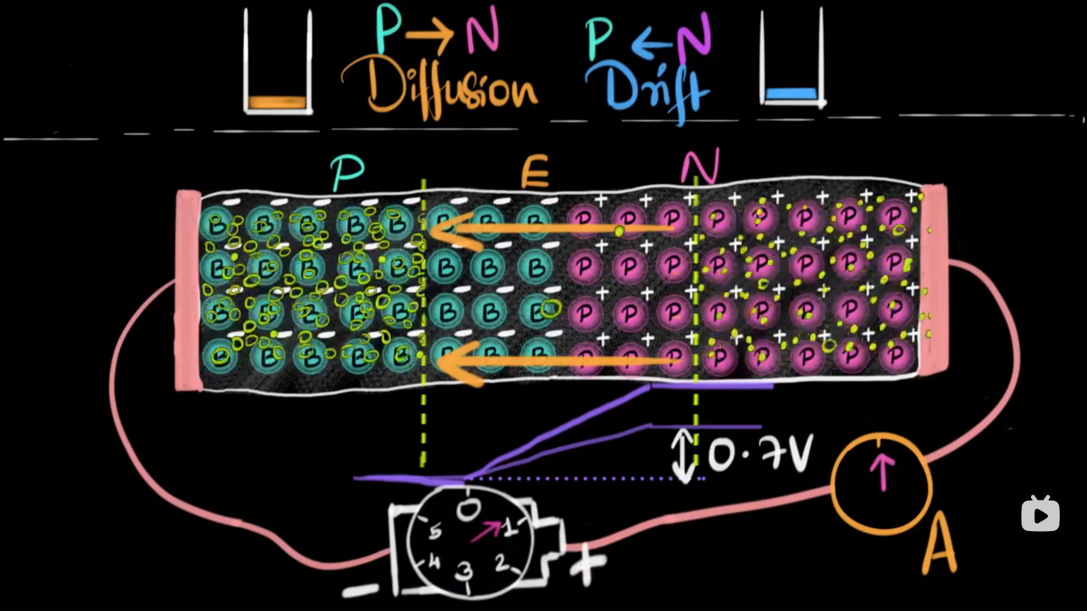 P → N P ← N
Diffusion Drift
P E N
B B B B B B B B P P P P P P P P
B B B B B B B B P P P P P P P P
B B B B B B B B P P P P P P P P
B B B B B B B B P P P P P P P P
0.7V
0
5 1
4 2
3
- +
A